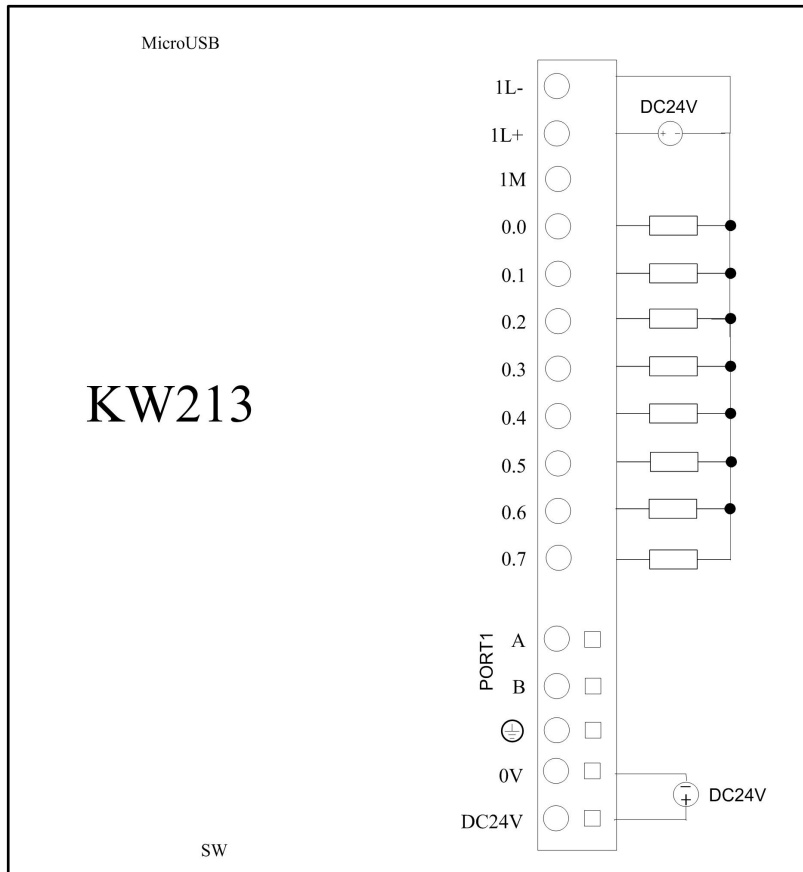 MicroUSB
1L-
DC24V
1L+
+ -
1M
0.0
0.1
0.2
0.3
KW213
0.4
0.5
0.6
0.7
PORT1
A
B
0V
-
+
DC24V
DC24V
SW